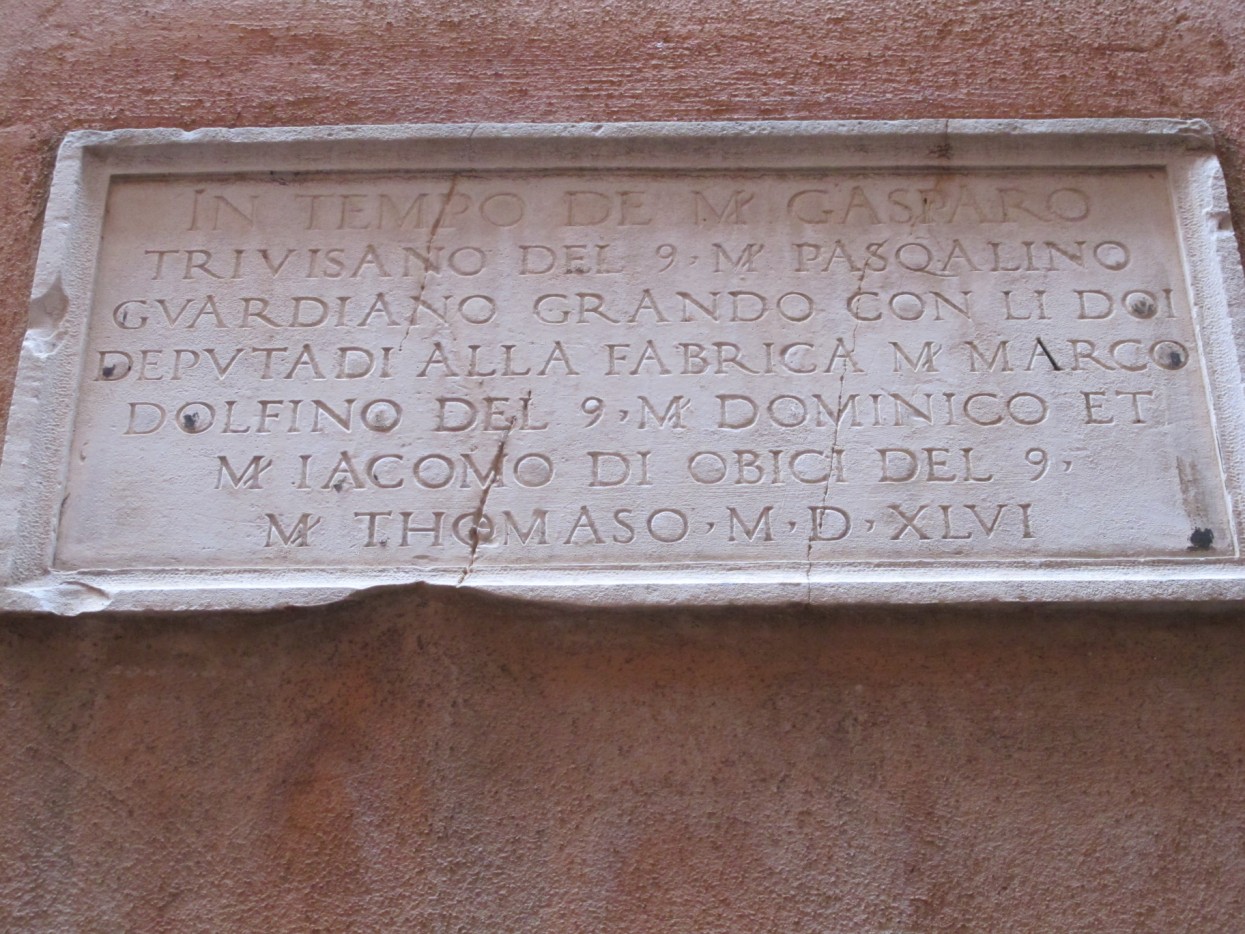 IN TEMPO DE Mʳ GASPARO
TRIVISANO DEL 9, Mʳ PASQALINO
GVARDIANO GRANDO CON LI DOI
DEPVTADI ALLA FABRICA Mʳ MARCO
DOLFINO DEL 9, Mʳ DOMINICO ET
Mʳ IACOMO DI OBICI DEL 9,
Mʳ THOMASO, M, D, XLVI